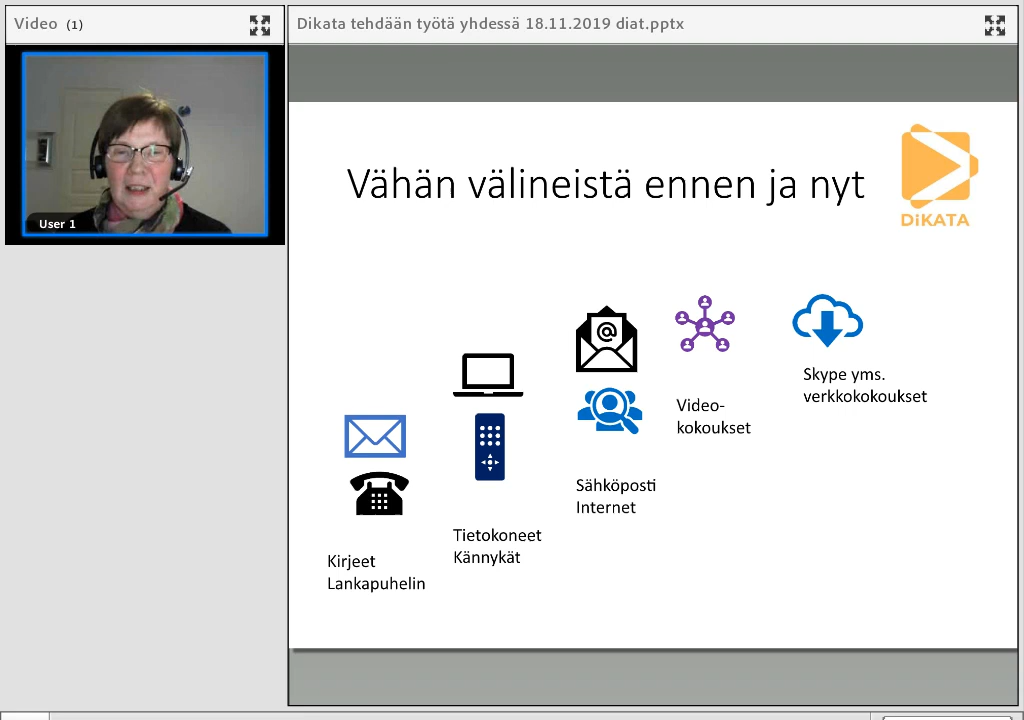 Video (1)
Dikata tehdään työtä yhdessä 18.11.2019 diat.pptx
User 1
Vähän välineistä ennen ja nyt
DiKATA
@
Skype yms.
verkkokokoukset
Video-
kokoukset
Sähköposti
Internet
Tietokoneet
Kännykät
Kirjeet
Lankapuhelin